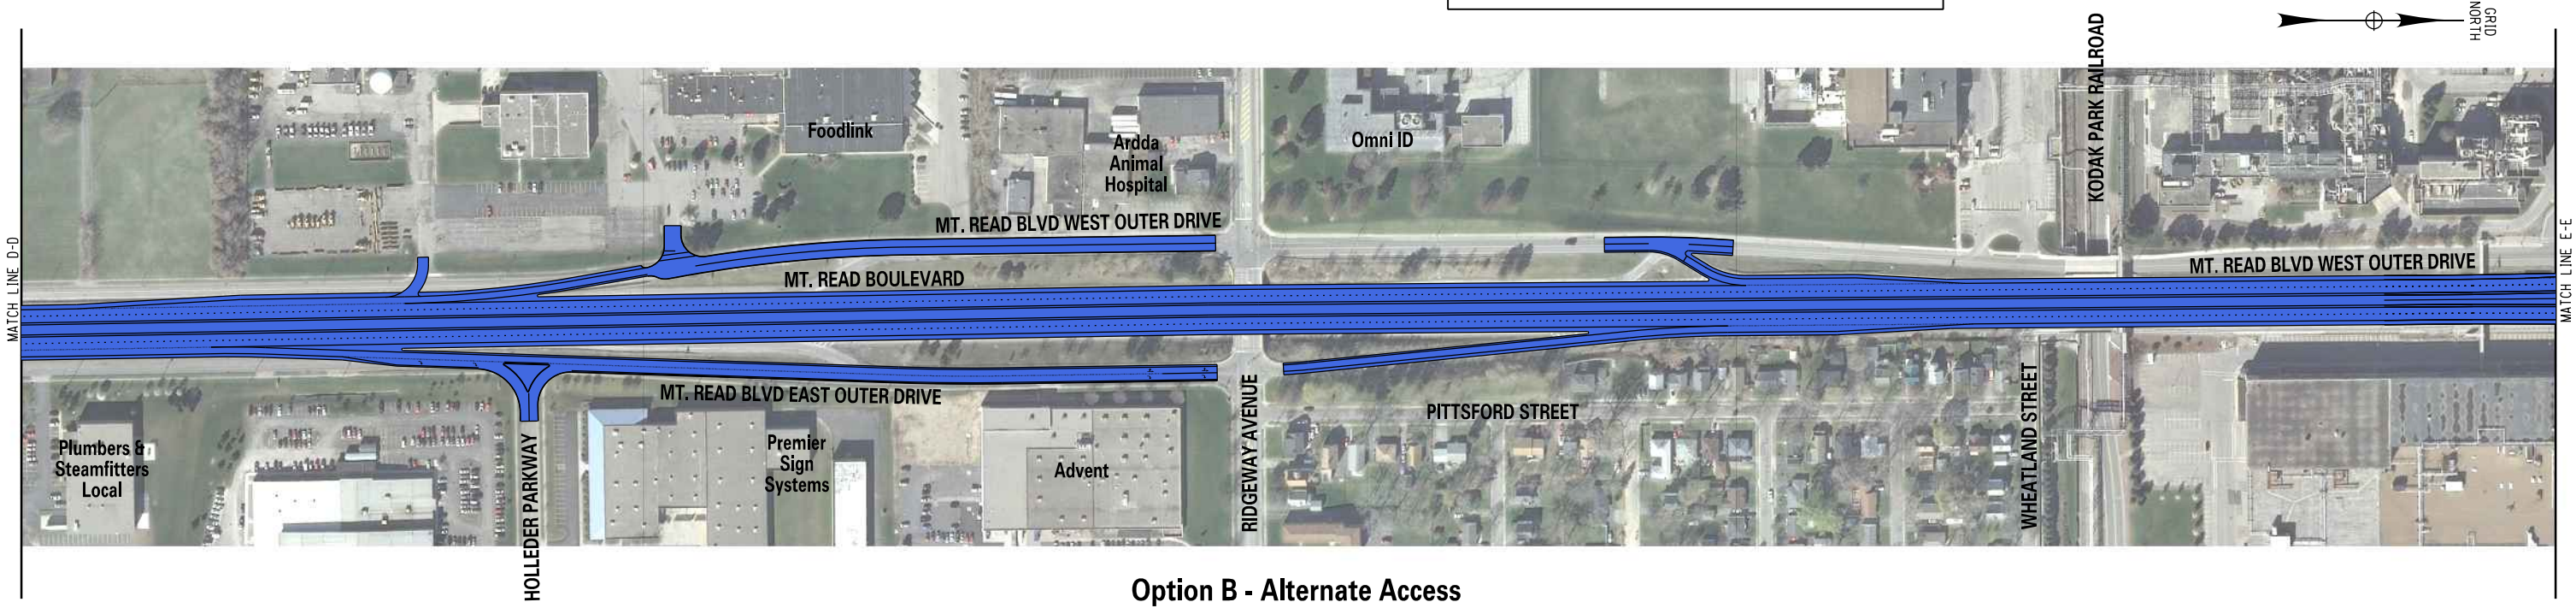 GRID
NORTH
MATCH LINE D-D
MATCH LINE E-E
KODAK PARK RAILROAD
Foodlink
Ardda
Animal
Hospital
Omni ID
MT. READ BLVD WEST OUTER DRIVE
MT. READ BOULEVARD
MT. READ BLVD WEST OUTER DRIVE
MT. READ BLVD EAST OUTER DRIVE
RIDGEWAY AVENUE
PITTSFORD STREET
WHEATLAND STREET
Plumbers &
Steamfitters
Local
HOLLEDER PARKWAY
Premier
Sign
Systems
Advent
Option B - Alternate Access